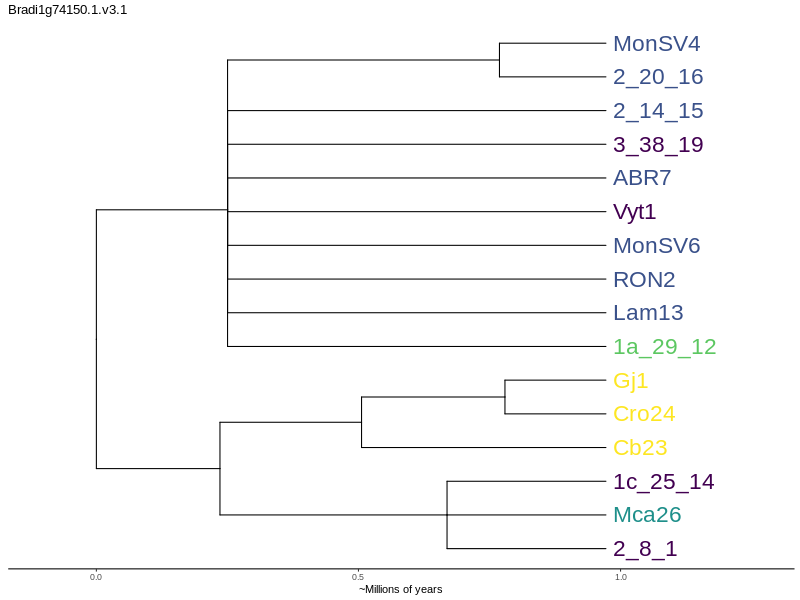 Bradi1g74150.1.v3.1
MonSV4
2_20_16
2_14_15
3_38_19
ABR7
Vyt1
MonSV6
RON2
Lam13
1a_29_12
Gj1
Cro24
Cb23
1c_25_14
Mca26
2_8_1
0.0 0.5 1.0
~Millions of years